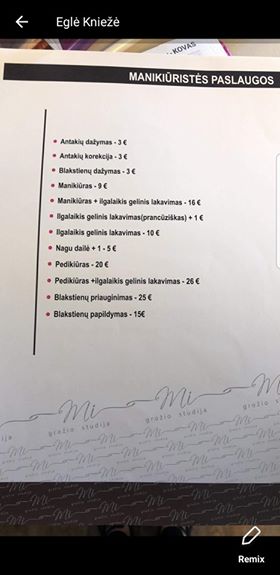 Eglė Kniežė
KOVAS
MANIKIŪRISTĖS PASLAUGOS
Antakių dažymas - 3 €
Antakių korekcija - 3 €
Blakstienų dažymas - 3 €
Manikiūras - 9 €
Manikiūras + ilgalaikis gelinis lakavimas - 16 €
Ilgalaikis gelinis lakavimas(prancūziškas) + 1 €
Ilgalaikis gelinis lakavimas - 10 €
Nagu dailė + 1 - 5 €
Pedikiūras - 20 €
Pedikiūras +ilgalaikis gelinis lakavimas - 26 €
Blakstienų priauginimas - 25 €
Blakstienų papildymas - 15€
Mi
grožio studija
Mi
grožio studija
Remix